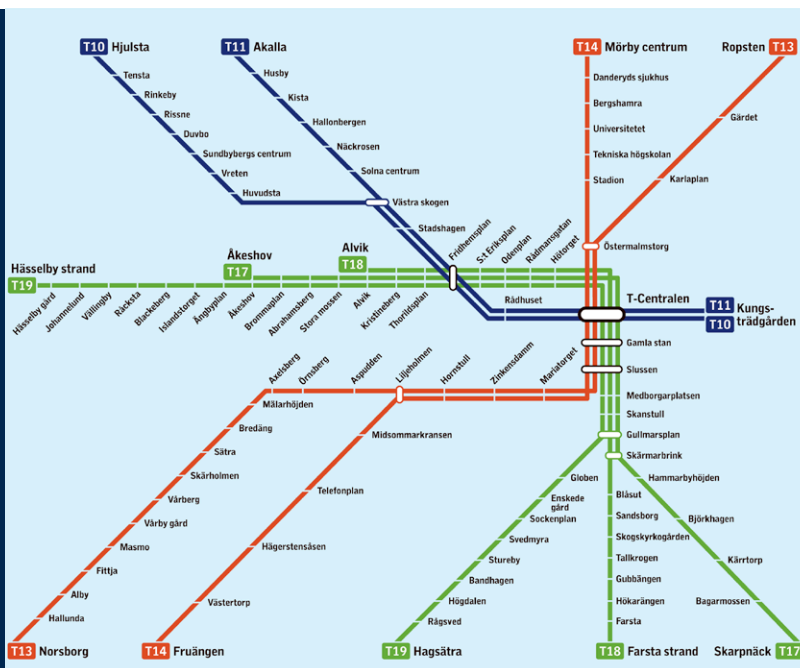 T10 Hjulsta
T11 Akalla
T14 Mörby centrum
Ropsten T13
Tensta
Rinkeby
Rissne
Duvbo
Sundbybergs centrum
Vreten
Huvudsta
Husby
Kista
Hallonbergen
Näckrosen
Solna centrum
Västra skogen
Stadshagen
Danderyds sjukhus
Bergshamra
Universitetet
Tekniska högskolan
Stadion
Gärdet
Karlaplan
Östermalmstorg
Hässelby strand
T19
Åkeshov
T17
Alvik
T18
Fridhemsplan
S:t Eriksplan
Odenplan
Rådmansgatan
Hötorget
Hässelby gård
Johannelund
Vällingby
Råcksta
Blackeberg
Islandstorget
Ängbyplan
Åkeshov
Brommaplan
Abrahamsberg
Stora mossen
Alvik
Kristineberg
Thorildsplan
Rådhuset
T-Centralen
T11
T10
Kungs-
trädgården
Gamla stan
Slussen
Medborgarplatsen
Skanstull
Gullmarsplan
Skärmarbrink
Axelsberg
Örnsberg
Aspudden
Liljeholmen
Hornstull
Zinkensdamm
Mariatorget
Mälarhöjden
Bredäng
Sätra
Skärholmen
Vårberg
Vårby gård
Masmo
Fittja
Alby
Hallunda
Midsommarkransen
Telefonplan
Hägerstensåsen
Västertorp
Globen
Enskede
gård
Sockenplan
Svedmyra
Stureby
Bandhagen
Högdalen
Rågsved
Blåsut
Sandsborg
Skogskyrkogården
Tallkrogen
Gubbängen
Hökarängen
Farsta
Hammarbyhöjden
Björkhagen
Kärrtorp
Bagarmossen
T13 Norsborg
T14 Fruängen
T19 Hagsätra
T18 Farsta strand
Skarpnäck T17